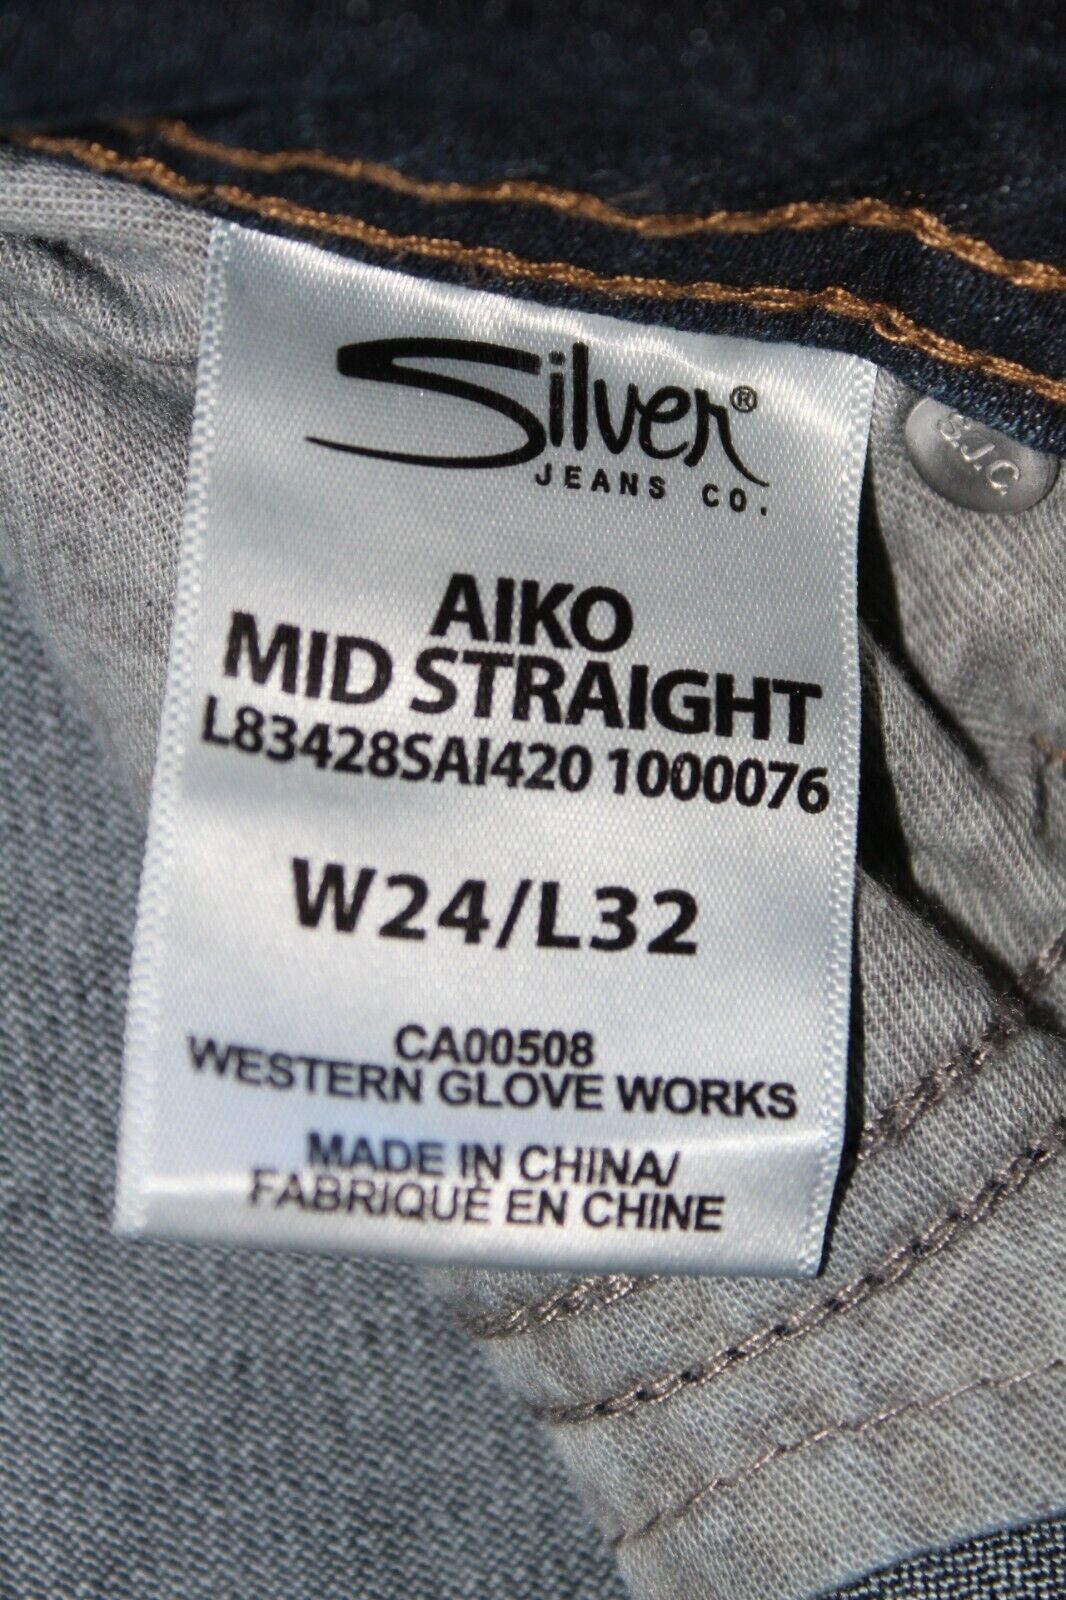 Silver®
JEANS CO.
S.J.C
AIKO
MID STRAIGHT
L83428SAI420 1000076
W24/L32
CA00508
WESTERN GLOVE WORKS
MADE IN CHINA/
FABRIQUÉ EN CHINE